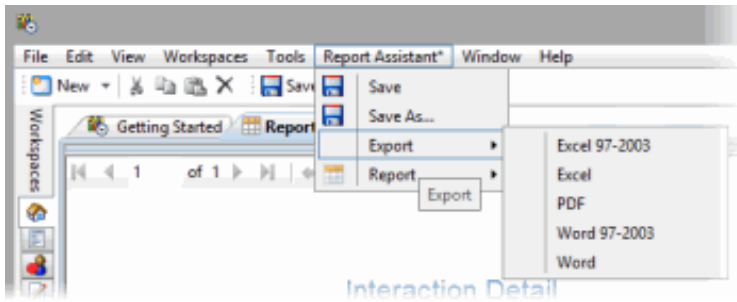 File Edit View Workspaces Tools Report Assistant* Window Help
New Save
Save
Save As...
Export
Report
Export
Excel 97-2003
Excel
PDF
Word 97-2003
Word
Workspaces
Getting Started Report
1 of 1
Interaction Detail